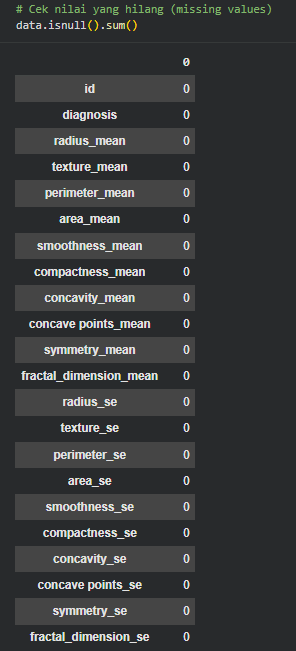 # Cek nilai yang hilang (missing values)
data.isnull().sum()
0
id 0
diagnosis 0
radius_mean 0
texture_mean 0
perimeter_mean 0
area_mean 0
smoothness_mean 0
compactness_mean 0
concavity_mean 0
concave points_mean 0
symmetry_mean 0
fractal_dimension_mean 0
radius_se 0
texture_se 0
perimeter_se 0
area_se 0
smoothness_se 0
compactness_se 0
concavity_se 0
concave points_se 0
symmetry_se 0
fractal_dimension_se 0